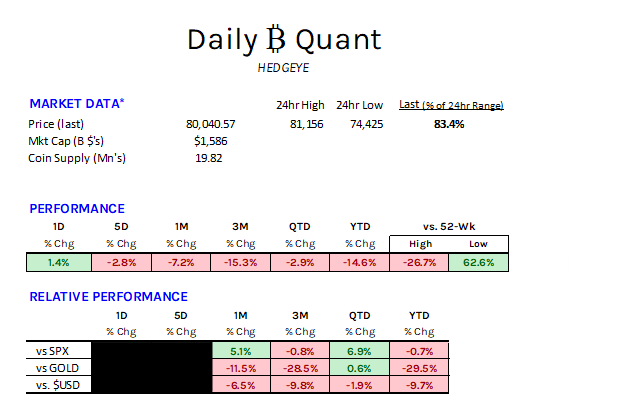 Daily ₿ Quant
HEDGEYE
MARKET DATA* 24hr High 24hr Low Last (% of 24hr Range)
Price (last) 80,040.57 81,156 74,425 83.4%
Mkt Cap (B $'s) $1,586
Coin Supply (Mn's) 19.82
PERFORMANCE
1D 5D 1M 3M QTD YTD vs. 52-Wk
% Chg % Chg % Chg % Chg % Chg % Chg High Low
1.4% -2.8% -7.2% -15.3% -2.9% -14.6% -26.7% 62.6%
RELATIVE PERFORMANCE
1D 5D 1M 3M QTD YTD
% Chg % Chg % Chg % Chg % Chg % Chg
vs SPX 5.1% -0.8% 6.9% -0.7%
vs GOLD -11.5% -28.5% 0.6% -29.5%
vs. $USD -6.5% -9.8% -1.9% -9.7%